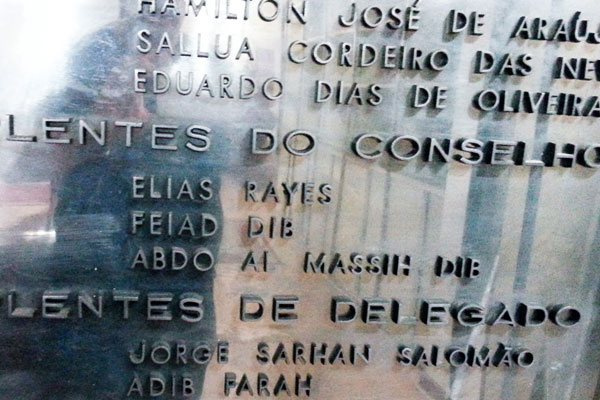 HAMILTON JOSÉ DE ARAÚJ
SALLUA CORDEIRO DAS NEV
EDUARDO DIAS DE OLIVEIRA
LENTES DO CONSELHO
ELIAS RAYES
FEIAD DIB
ABDO AI MASSIH DIB
LENTES DE DELEGADO
JORGE SARHAN SALOMÃO
ADIB FARAH